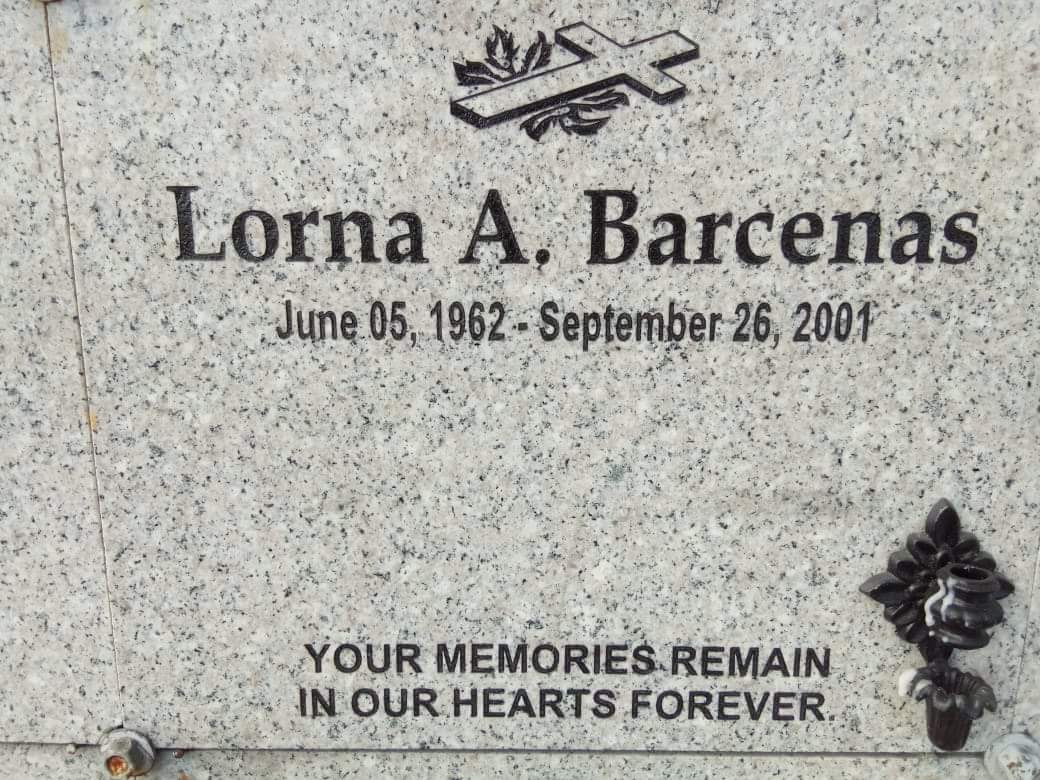 Lorna A. Barcenas
June 05, 1962 - September 26, 2001
YOUR MEMORIES REMAIN
IN OUR HEARTS FOREVER.